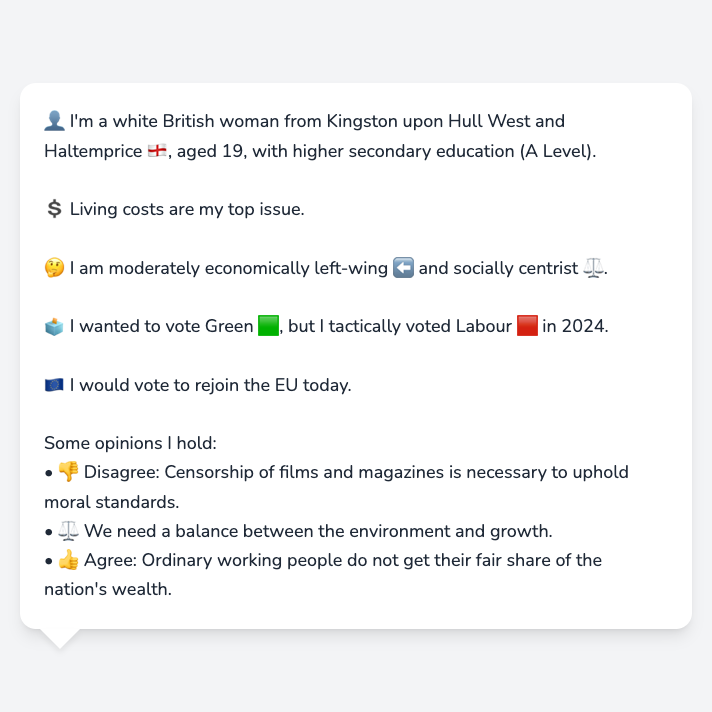 👤 I'm a white British woman from Kingston upon Hull West and
Haltemprice 🏴󠁧󠁢󠁥󠁮󠁧󠁿, aged 19, with higher secondary education (A Level).
💲 Living costs are my top issue.
🤔 I am moderately economically left-wing ⬅️ and socially centrist ⚖️.
🗳️ I wanted to vote Green 🟩, but I tactically voted Labour 🟥 in 2024.
🇪🇺 I would vote to rejoin the EU today.
Some opinions I hold:
• 👎 Disagree: Censorship of films and magazines is necessary to uphold
moral standards.
• ⚖️ We need a balance between the environment and growth.
• 👍 Agree: Ordinary working people do not get their fair share of the
nation's wealth.